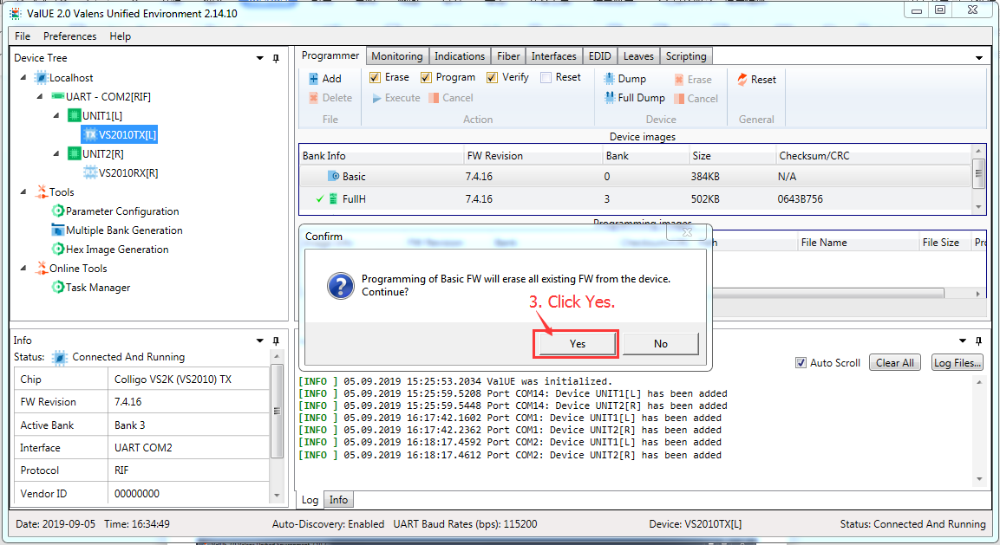 ValUE 2.0 Valens Unified Environment 2.14.10
File Preferences Help
Device Tree
Localhost
UART - COM2[RIF]
UNIT1[L]
TX VS2010TX[L]
UNIT2[R]
RX VS2010RX[R]
Tools
Parameter Configuration
Multiple Bank Generation
Hex Image Generation
Online Tools
Task Manager
Programmer Monitoring Indications Fiber Interfaces EDID Leaves Scripting
Add Erase Program Verify Reset Dump Erase Reset
Delete Execute Cancel Full Dump Cancel
File Action Device General
Device images
Bank Info FW Revision Bank Size Checksum/CRC
Basic 7.4.16 0 384KB N/A
FullH 7.4.16 3 502KB 0643B756
Programming images
File Name File Size
Confirm
Programming of Basic FW will erase all existing FW from the device.
Continue?
3. Click Yes.
Yes No
Info
Status: Connected And Running
Chip Colligo VS2K (VS2010) TX
FW Revision 7.4.16
Active Bank Bank 3
Interface UART COM2
Protocol RIF
Vendor ID 00000000
Auto Scroll Clear All Log Files...
[INFO ] 05.09.2019 15:25:53.2034 ValUE was initialized.
[INFO ] 05.09.2019 15:25:59.5208 Port COM14: Device UNIT1[L] has been added
[INFO ] 05.09.2019 15:25:59.5448 Port COM14: Device UNIT2[R] has been added
[INFO ] 05.09.2019 16:17:42.1602 Port COM1: Device UNIT1[L] has been added
[INFO ] 05.09.2019 16:17:42.2362 Port COM1: Device UNIT2[R] has been added
[INFO ] 05.09.2019 16:18:17.4592 Port COM2: Device UNIT1[L] has been added
[INFO ] 05.09.2019 16:18:17.4612 Port COM2: Device UNIT2[R] has been added
Log Info
Date: 2019-09-05 Time: 16:34:49 Auto-Discovery: Enabled UART Baud Rates (bps): 115200 Device: VS2010TX[L] Status: Connected And Running